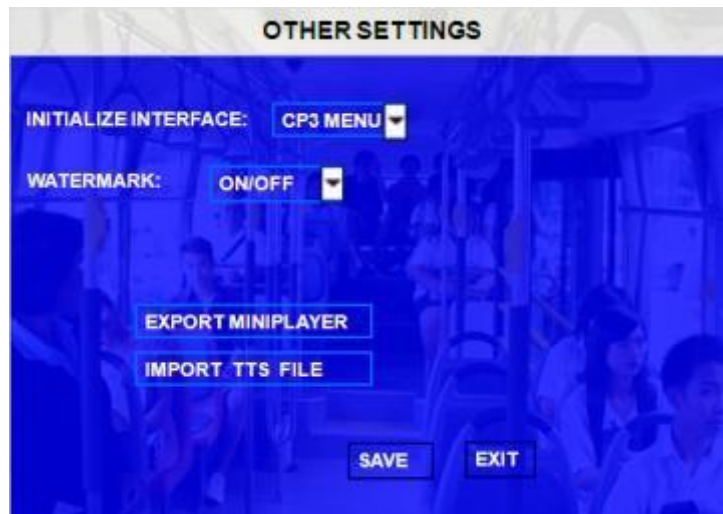 OTHER SETTINGS
INITIALIZE INTERFACE: CP3 MENU
WATERMARK: ON/OFF
EXPORT MINIPLAYER
IMPORT TTS FILE
SAVE EXIT